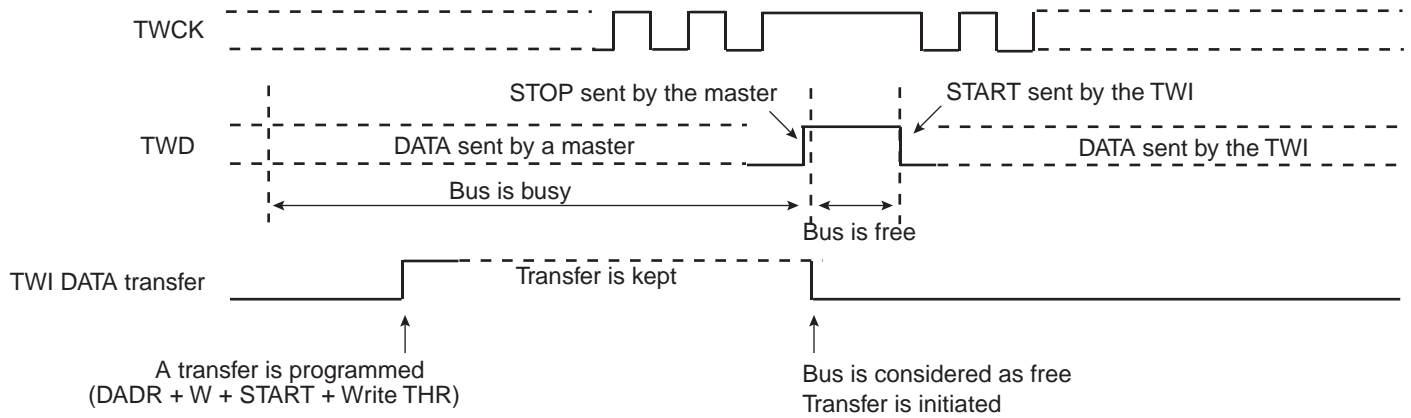 TWCK
STOP sent by the master
START sent by the TWI
TWD
DATA sent by a master
DATA sent by the TWI
Bus is busy
Bus is free
TWI DATA transfer
Transfer is kept
A transfer is programmed
(DADR + W + START + Write THR)
Bus is considered as free
Transfer is initiated